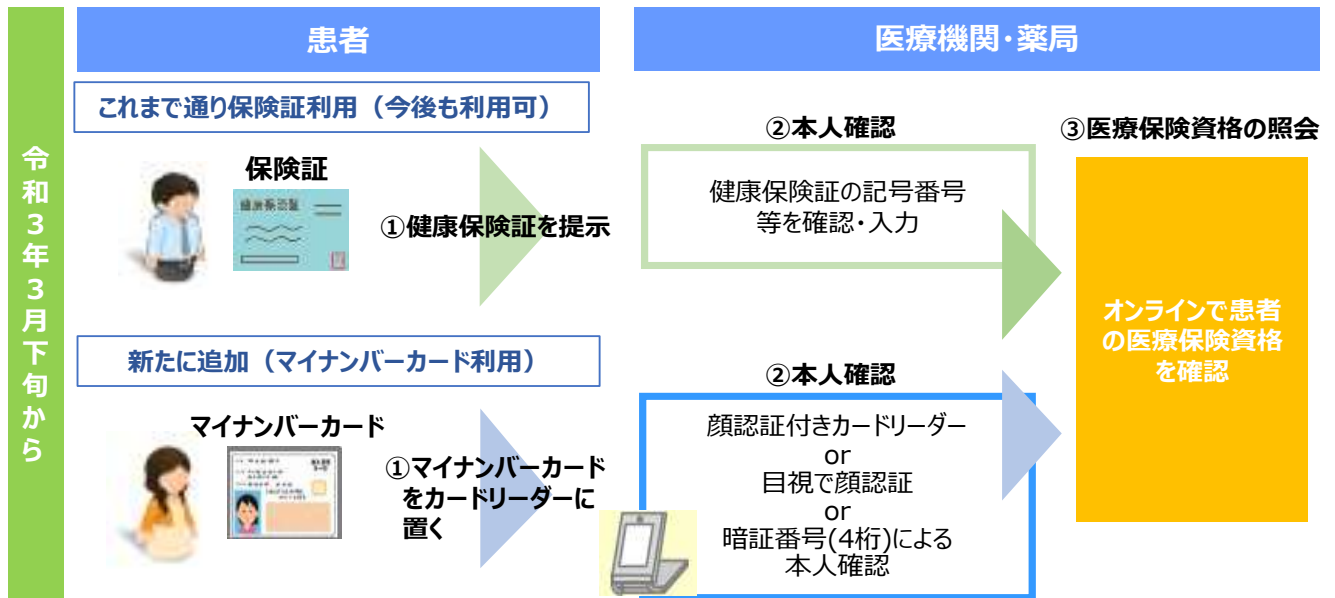 令和3年3月下旬から
患者
医療機関・薬局
これまで通り保険証利用（今後も利用可）
保険証
健康保険証
①健康保険証を提示
②本人確認
健康保険証の記号番号
等を確認・入力
③医療保険資格の照会
オンラインで患者
の医療保険資格
を確認
新たに追加（マイナンバーカード利用）
マイナンバーカード
①マイナンバーカード
をカードリーダーに
置く
②本人確認
顔認証付きカードリーダー
or
目視で顔認証
or
暗証番号(4桁)による
本人確認